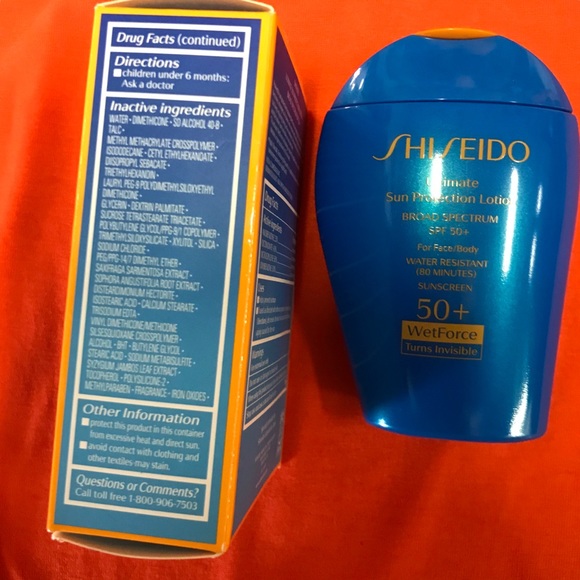 Drug Facts (continued)
Directions
■children under 6 months:
Ask a doctor
Inactive ingredients
WATER • DIMETHICONE • SD ALCOHOL 40-B •
TALC •
METHYL METHACRYLATE CROSSPOLYMER •
ISODODECANE • CETYL ETHYLHEXANOATE •
DIISOPROPYL SEBACATE •
TRIETHYLHEXANOIN •
LAURYL PEG-9 POLYDIMETHYLSILOXYETHYL
DIMETHICONE •
GLYCERIN • DEXTRIN PALMITATE •
SUCROSE TETRASTEARATE TRIACETATE •
POLYBUTYLENE GLYCOL/PPG-9/1 COPOLYMER •
TRIMETHYLSILOXYSILICATE • XYLITOL • SILICA •
SODIUM CHLORIDE •
PEG/PPG-14/7 DIMETHYL ETHER •
SAXIFRAGA SARMENTOSA EXTRACT •
SOPHORA ANGUSTIFOLIA ROOT EXTRACT •
DISTEARDIMONIUM HECTORITE •
ISOSTEARIC ACID • CALCIUM STEARATE •
TRISODIUM EDTA •
VINYL DIMETHICONE/METHICONE
SILSESQUIOXANE CROSSPOLYMER •
ALCOHOL • BHT • BUTYLENE GLYCOL •
STEARIC ACID • SODIUM METABISULFITE •
SYZYGIUM JAMBOS LEAF EXTRACT •
TOCOPHEROL • POLYSILICONE-2 •
METHYLPARABEN • FRAGRANCE • IRON OXIDES •
Other Information
■ protect this product in this container
from excessive heat and direct sun.
■ avoid contact with clothing and
other textiles/may stain.
Questions or Comments?
Call toll free 1-800-906-7503
Drug Facts
SHISEIDO
Ultimate
Sun Protection Lotion
BROAD SPECTRUM
SPF 50+
For Face/Body
WATER RESISTANT
(80 MINUTES)
SUNSCREEN
50+
WetForce
Turns Invisible